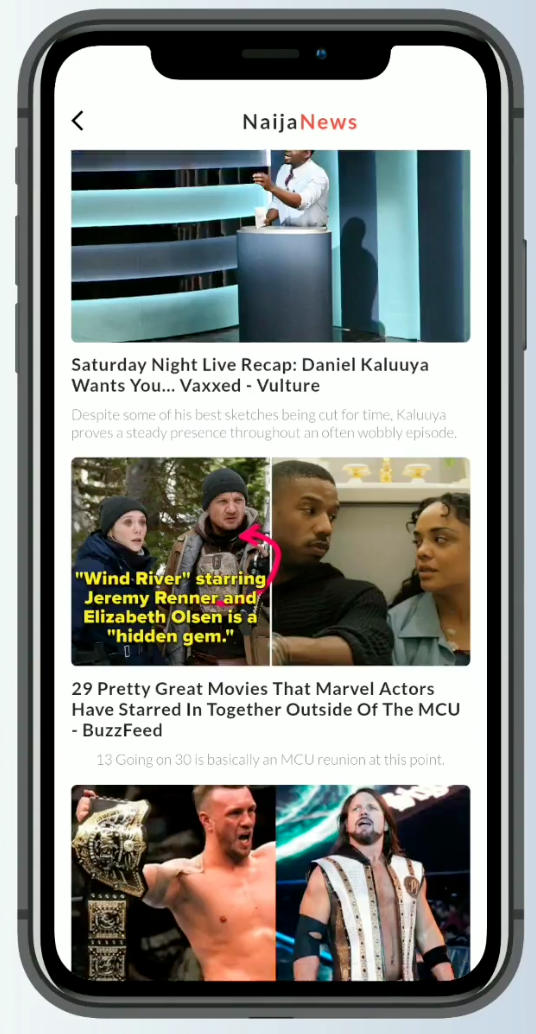 NaijaNews
Saturday Night Live Recap: Daniel Kaluuya
Wants You... Vaxxed - Vulture
Despite some of his best sketches being cut for time, Kaluuya
proves a steady presence throughout an often wobbly episode.
"Wind River" starring
Jeremy Renner and
Elizabeth Olsen is a
"hidden gem."
29 Pretty Great Movies That Marvel Actors
Have Starred In Together Outside Of The MCU
- BuzzFeed
13 Going on 30 is basically an MCU reunion at this point.